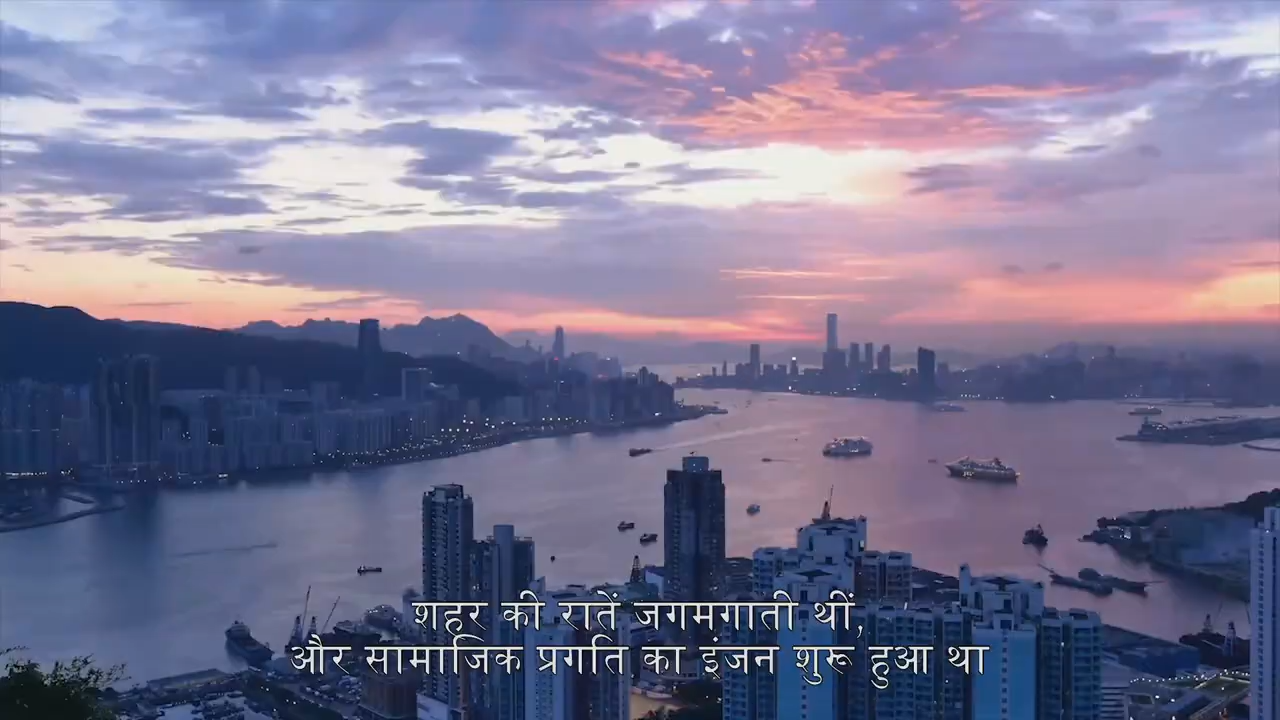 शहर की रातें जगमगाती थीं,
और सामाजिक प्रगति का इंजन शुरू हुआ था